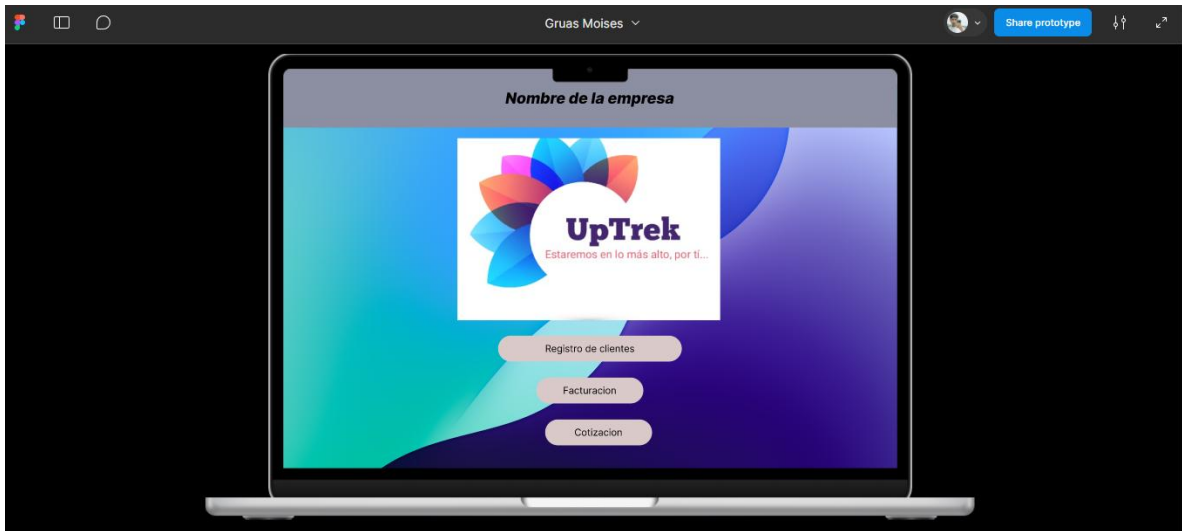 Gruas Moises
Share prototype
Nombre de la empresa
UpTrek
Estaremos en lo más alto, por tí...
Registro de clientes
Facturacion
Cotizacion